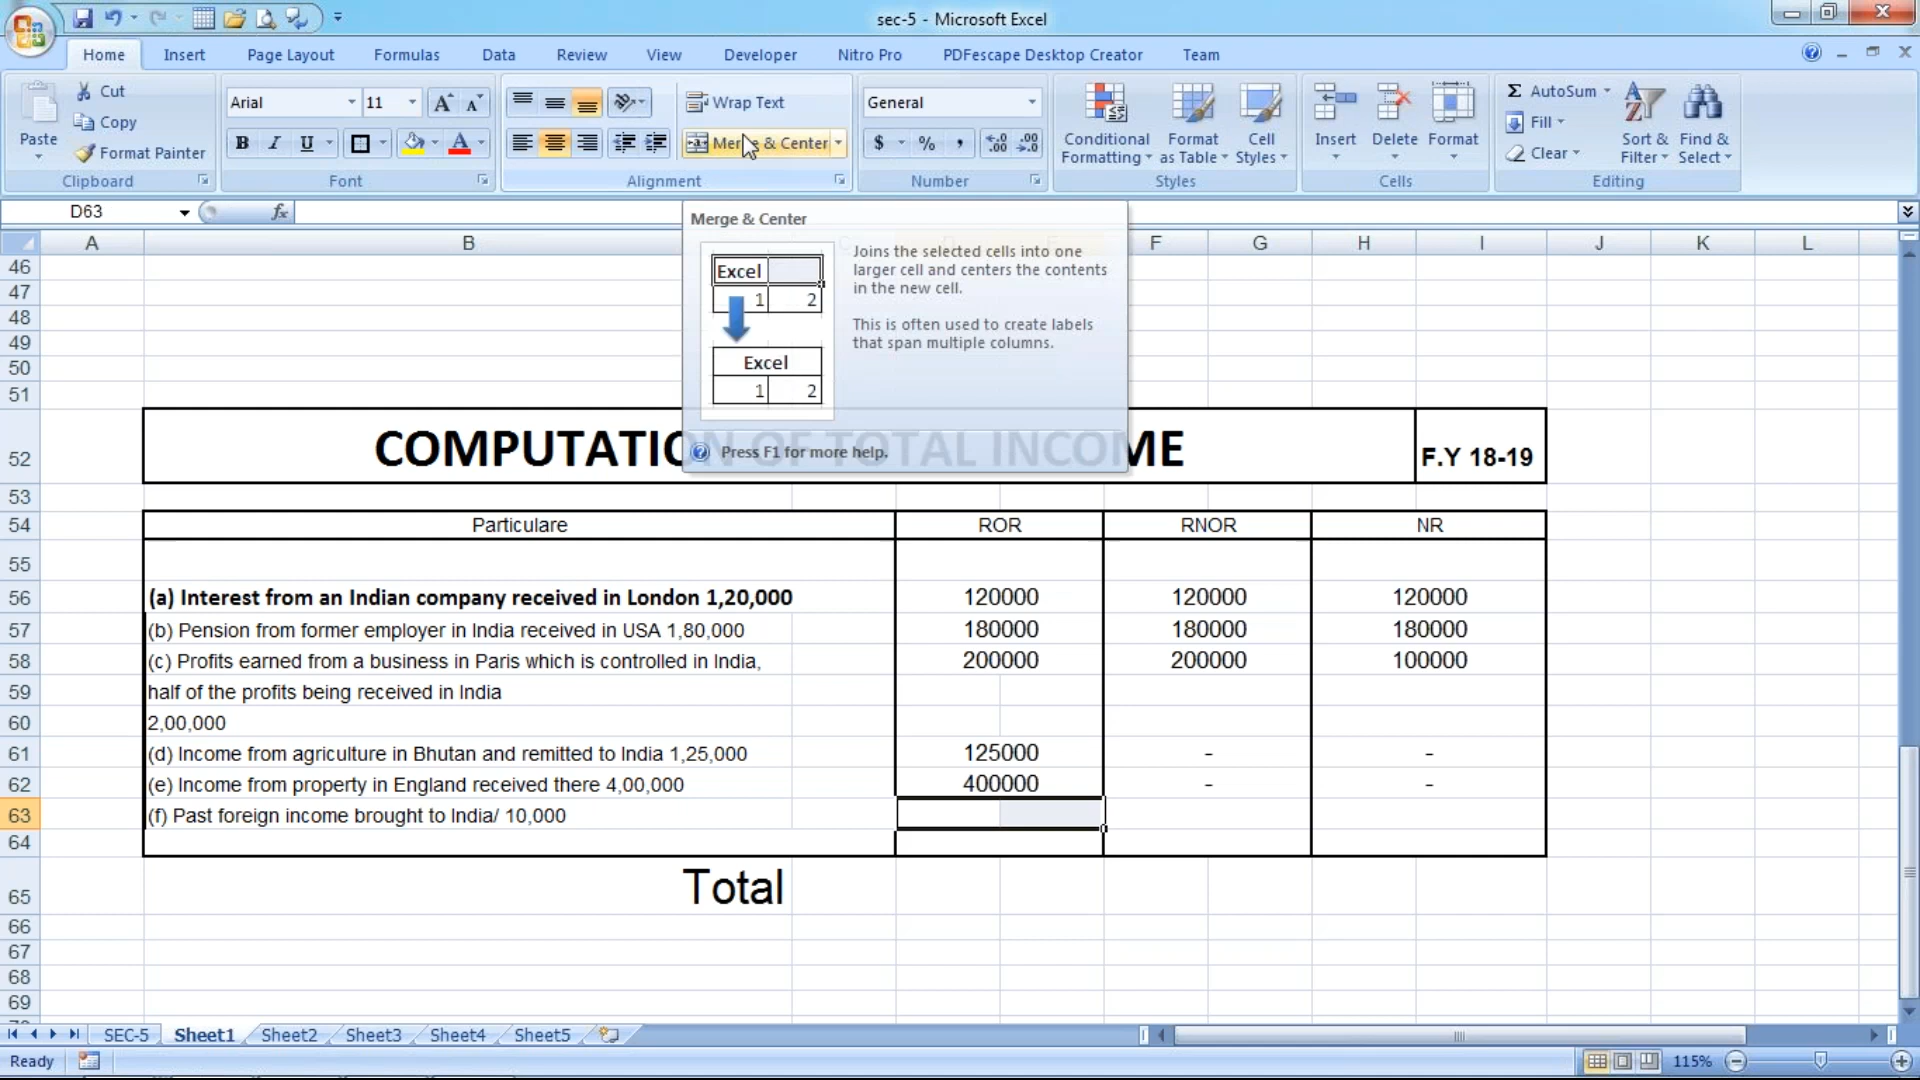 sec-5 - Microsoft Excel
Home Insert Page Layout Formulas Data Review View Developer Nitro Pro PDFescape Desktop Creator Team
Paste
Cut
Copy
Format Painter
Clipboard
Arial 11
B I U
Font
Wrap Text
Merge & Center
Alignment
General
$ % ,
Number
Conditional Formatting
Format as Table
Cell Styles
Styles
Insert Delete Format
Cells
Σ AutoSum
Fill
Clear
Sort & Filter
Find & Select
Editing
D63 fx
Merge & Center
Excel
1 2
Excel
1 2
Joins the selected cells into one
larger cell and centers the contents
in the new cell.
This is often used to create labels
that span multiple columns.
Press F1 for more help.
A B C F G H I J K L
46
47
48
49
50
51
52 COMPUTATION OF TOTAL INCOME F.Y 18-19
53
54 Particulare ROR RNOR NR
55
56 (a) Interest from an Indian company received in London 1,20,000 120000 120000 120000
57 (b) Pension from former employer in India received in USA 1,80,000 180000 180000 180000
58 (c) Profits earned from a business in Paris which is controlled in India, 200000 200000 100000
59 half of the profits being received in India
60 2,00,000
61 (d) Income from agriculture in Bhutan and remitted to India 1,25,000 125000 - -
62 (e) Income from property in England received there 4,00,000 400000 - -
63 (f) Past foreign income brought to India/ 10,000
64
65 Total
66
67
68
69
SEC-5 Sheet1 Sheet2 Sheet3 Sheet4 Sheet5
Ready 115%